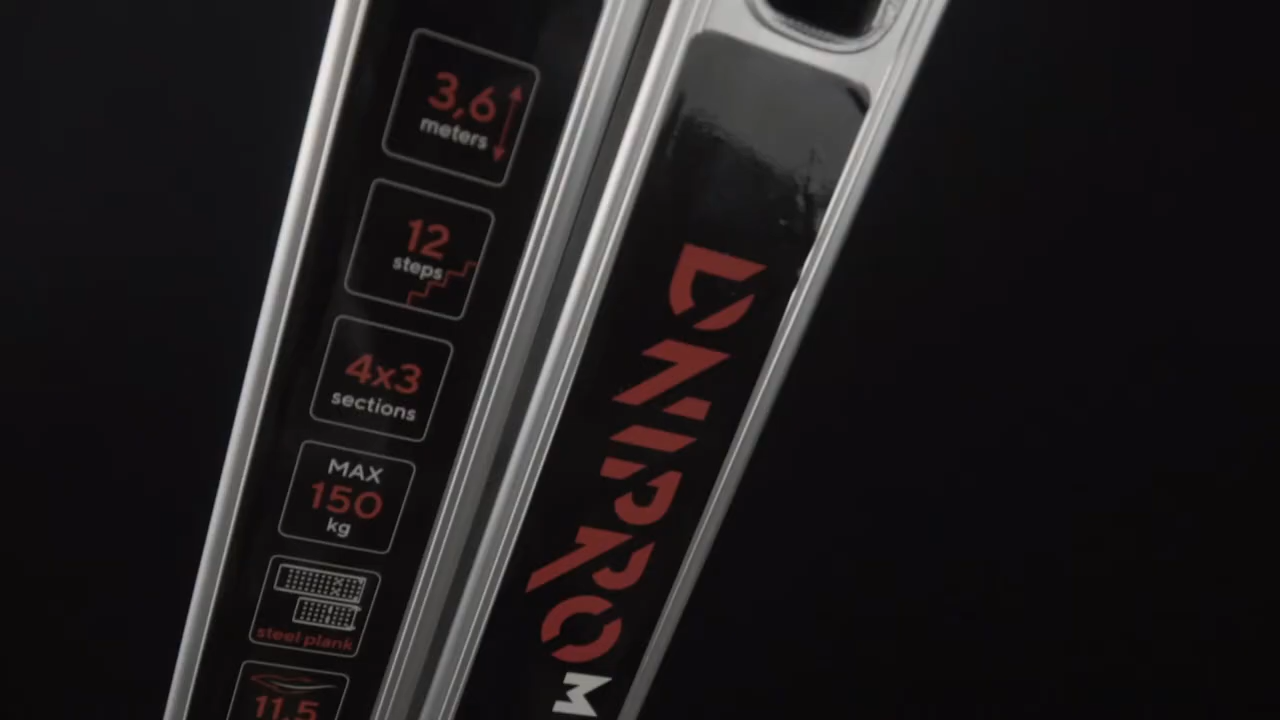 3,6
meters
12
steps
4x3
sections
MAX
150
kg
steel plank
11.5
DNIPRO
M